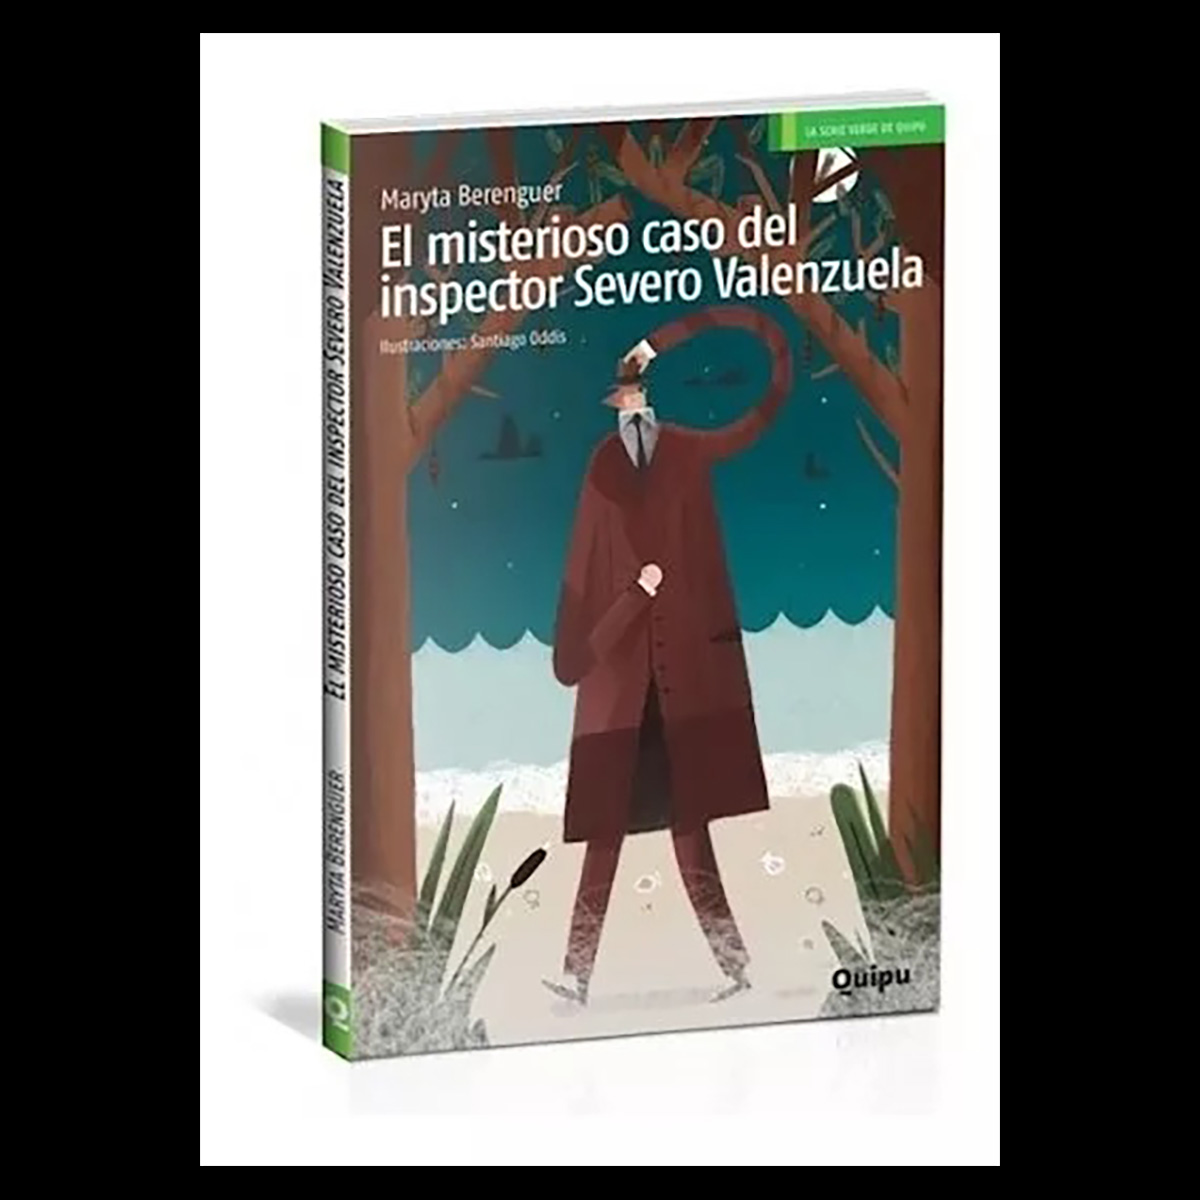 LA SERIE VERDE DE QUIPU
Maryta Berenguer
El misterioso caso del
inspector Severo Valenzuela
Ilustraciones: Santiago Oddis
Quipu
EL MISTERIOSO CASO DEL INSPECTOR SEVERO VALENZUELA
MARYTA BERENGUER
Q